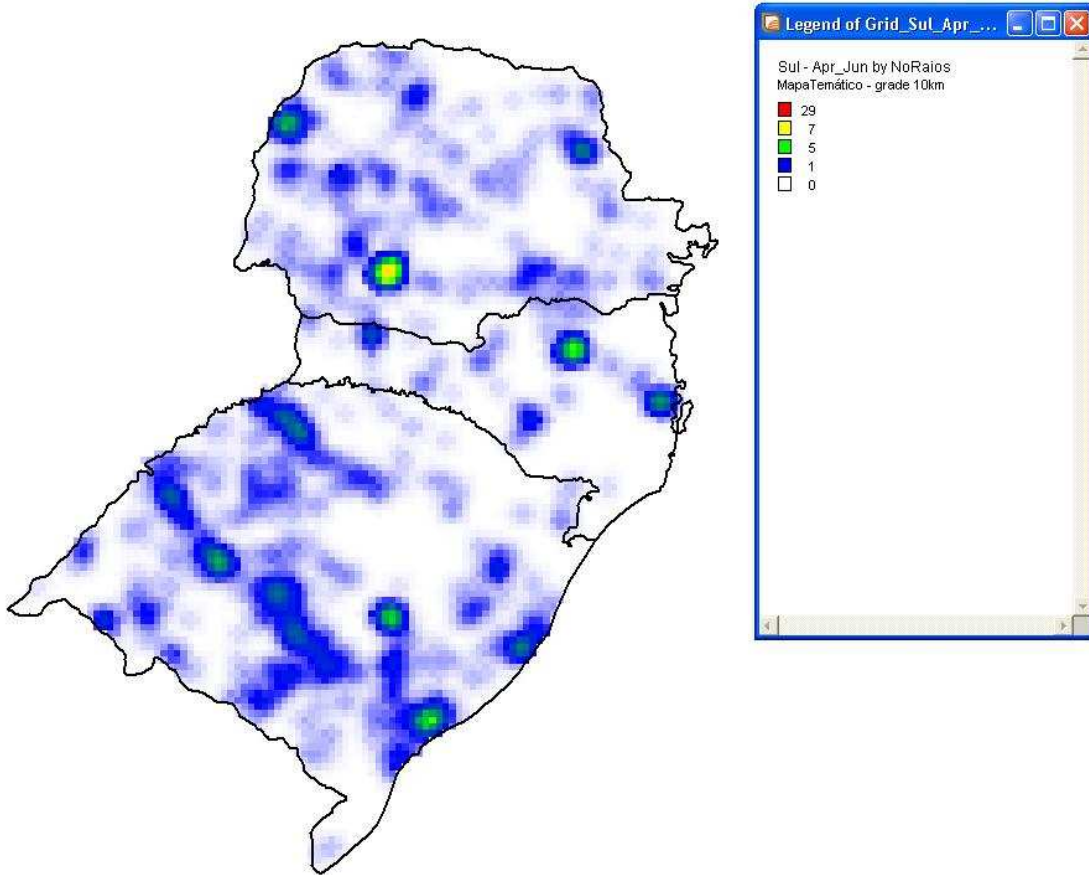 Legend of Grid_Sul_Apr_...
Sul - Apr_Jun by NoRaios
MapaTemático - grade 10km
29
7
5
1
0